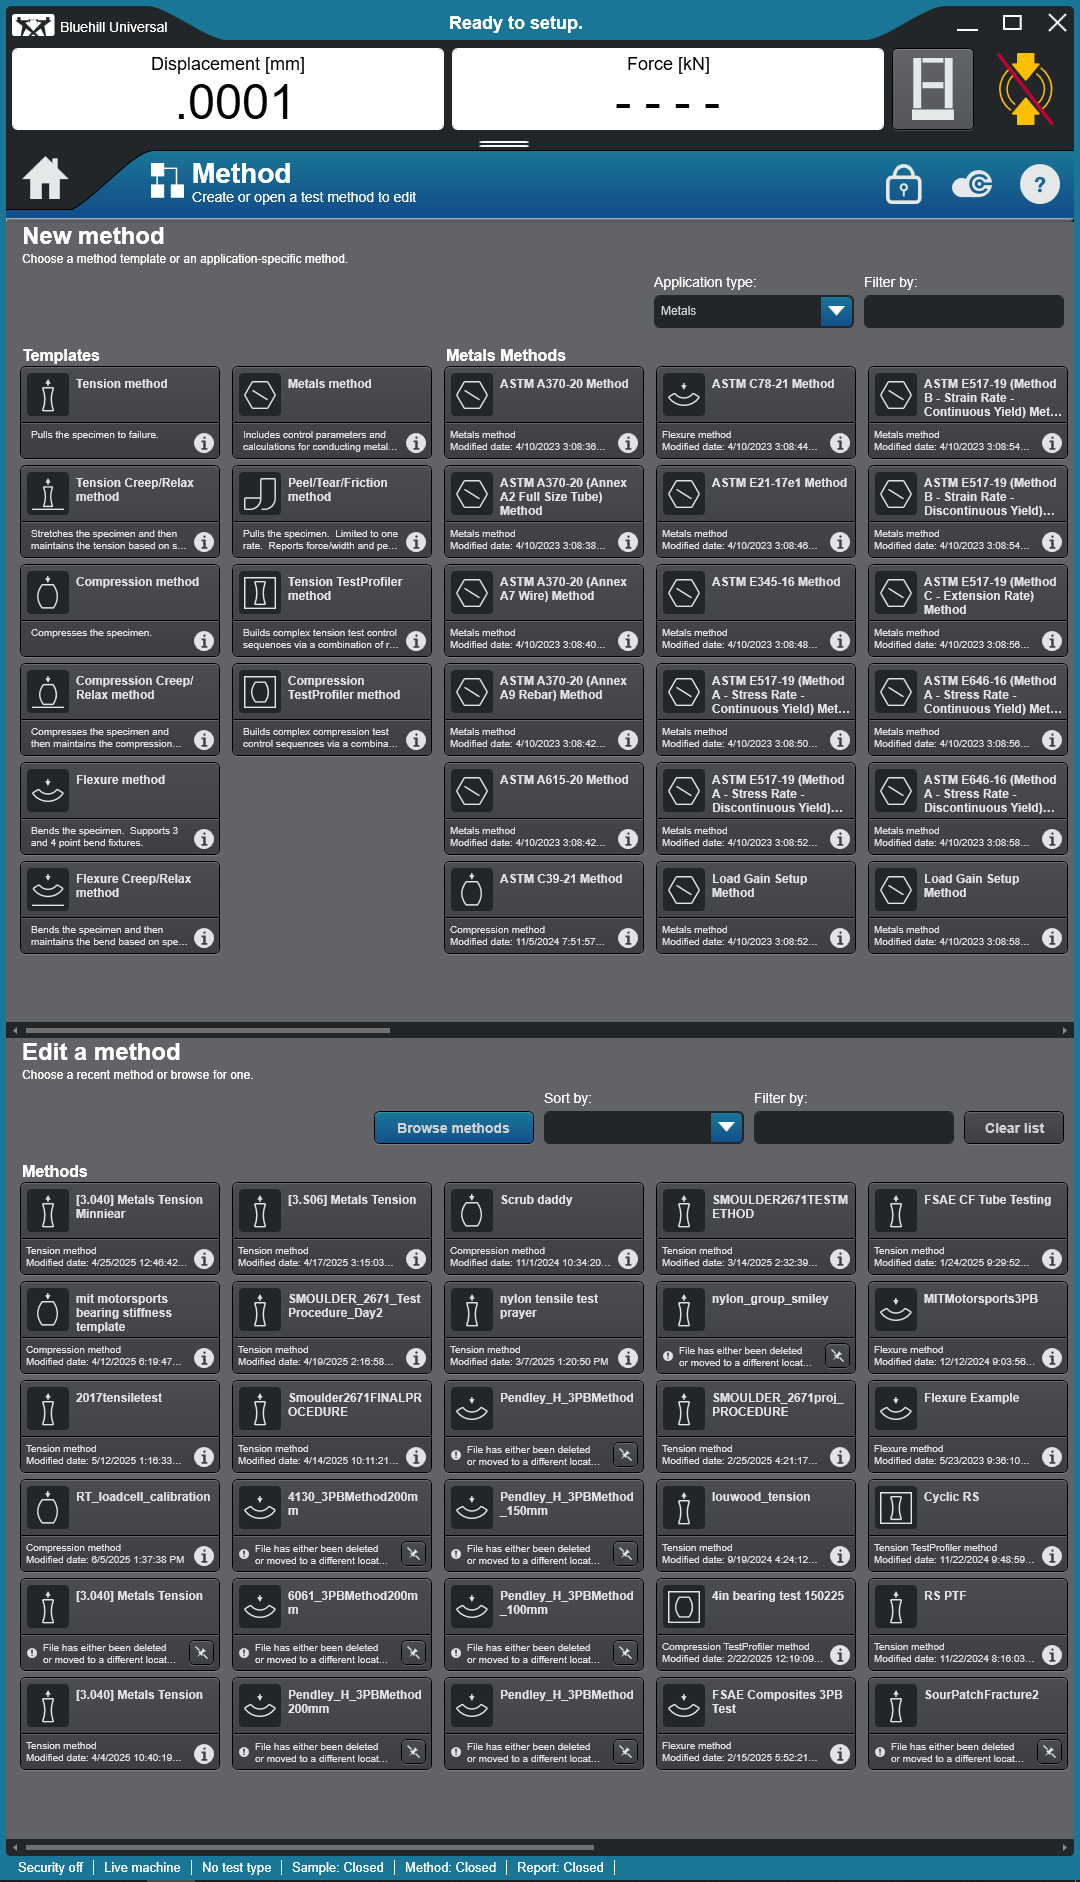 Bluehill Universal
Ready to setup.
Displacement [mm]
.0001
Force [kN]
- - - -
Method
Create or open a test method to edit
?
New method
Choose a method template or an application-specific method.
Application type:
Filter by:
Metals
Templates
Metals Methods
Tension method
Pulls the specimen to failure.
Metals method
Includes control parameters and
calculations for conducting metal...
ASTM A370-20 Method
Metals method
Modified date: 4/10/2023 3:08:36...
ASTM C78-21 Method
Flexure method
Modified date: 4/10/2023 3:08:44...
ASTM E517-19 (Method
B - Strain Rate -
Continuous Yield) Met...
Metals method
Modified date: 4/10/2023 3:08:54...
Tension Creep/Relax
method
Stretches the specimen and then
maintains the tension based on s...
Peel/Tear/Friction
method
Pulls the specimen.  Limited to one
rate.  Reports force/width and pe...
ASTM A370-20 (Annex
A2 Full Size Tube)
Method
Metals method
Modified date: 4/10/2023 3:08:38...
ASTM E21-17e1 Method
Metals method
Modified date: 4/10/2023 3:08:46...
ASTM E517-19 (Method
B - Strain Rate -
Discontinuous Yield)...
Metals method
Modified date: 4/10/2023 3:08:54...
Compression method
Compresses the specimen.
Tension TestProfiler
method
Builds complex tension test control
sequences via a combination of r...
ASTM A370-20 (Annex
A7 Wire) Method
Metals method
Modified date: 4/10/2023 3:08:40...
ASTM E345-16 Method
Metals method
Modified date: 4/10/2023 3:08:48...
ASTM E517-19 (Method
C - Extension Rate)
Method
Metals method
Modified date: 4/10/2023 3:08:56...
Compression Creep/
Relax method
Compresses the specimen and
then maintains the compression...
Compression
TestProfiler method
Builds complex compression test
control sequences via a combina...
ASTM A370-20 (Annex
A9 Rebar) Method
Metals method
Modified date: 4/10/2023 3:08:42...
ASTM E517-19 (Method
A - Stress Rate -
Continuous Yield) Met...
Metals method
Modified date: 4/10/2023 3:08:50...
ASTM E646-16 (Method
A - Stress Rate -
Continuous Yield) Met...
Metals method
Modified date: 4/10/2023 3:08:56...
Flexure method
Bends the specimen.  Supports 3
and 4 point bend fixtures.
ASTM A615-20 Method
Metals method
Modified date: 4/10/2023 3:08:42...
ASTM E517-19 (Method
A - Stress Rate -
Discontinuous Yield)...
Metals method
Modified date: 4/10/2023 3:08:52...
ASTM E646-16 (Method
A - Stress Rate -
Discontinuous Yield)...
Metals method
Modified date: 4/10/2023 3:08:58...
Flexure Creep/Relax
method
Bends the specimen and then
maintains the bend based on spe...
ASTM C39-21 Method
Compression method
Modified date: 11/5/2024 7:51:57...
Load Gain Setup
Method
Metals method
Modified date: 4/10/2023 3:08:52...
Load Gain Setup
Method
Metals method
Modified date: 4/10/2023 3:08:58...
Edit a method
Choose a recent method or browse for one.
Sort by:
Filter by:
Browse methods
Clear list
Methods
[3.040] Metals Tension
Minniear
Tension method
Modified date: 4/25/2025 12:46:42...
[3.S06] Metals Tension
Tension method
Modified date: 4/17/2025 3:15:03...
Scrub daddy
Compression method
Modified date: 11/1/2024 10:34:20...
SMOULDER2671TESTM
ETHOD
Tension method
Modified date: 3/14/2025 2:32:39...
FSAE CF Tube Testing
Tension method
Modified date: 1/24/2025 9:29:52...
mit motorsports
bearing stiffness
template
Compression method
Modified date: 4/12/2025 6:19:47...
SMOULDER_2671_Test
Procedure_Day2
Tension method
Modified date: 4/19/2025 2:16:58...
nylon tensile test
prayer
Tension method
Modified date: 3/7/2025 1:20:50 PM
nylon_group_smiley
File has either been deleted
or moved to a different locat...
MITMotorsports3PB
Flexure method
Modified date: 12/12/2024 9:03:56...
2017tensiletest
Tension method
Modified date: 5/12/2025 1:16:33...
Smoulder2671FINALPR
OCEDURE
Tension method
Modified date: 4/14/2025 10:11:21...
Pendley_H_3PBMethod
File has either been deleted
or moved to a different locat...
SMOULDER_2671proj_
PROCEDURE
Tension method
Modified date: 2/25/2025 4:21:17...
Flexure Example
Flexure method
Modified date: 5/23/2023 9:36:10...
RT_loadcell_calibration
Compression method
Modified date: 6/5/2025 1:37:38 PM
4130_3PBMethod200m
m
File has either been deleted
or moved to a different locat...
Pendley_H_3PBMethod
_150mm
File has either been deleted
or moved to a different locat...
louwood_tension
Tension method
Modified date: 9/19/2024 4:24:12...
Cyclic RS
Tension TestProfiler method
Modified date: 11/22/2024 9:48:59...
[3.040] Metals Tension
File has either been deleted
or moved to a different locat...
6061_3PBMethod200m
m
File has either been deleted
or moved to a different locat...
Pendley_H_3PBMethod
_100mm
File has either been deleted
or moved to a different locat...
4in bearing test 150225
Compression TestProfiler method
Modified date: 2/22/2025 12:19:09...
RS PTF
Tension method
Modified date: 11/22/2024 8:16:03...
[3.040] Metals Tension
Tension method
Modified date: 4/4/2025 10:40:19...
Pendley_H_3PBMethod
200mm
File has either been deleted
or moved to a different locat...
Pendley_H_3PBMethod
File has either been deleted
or moved to a different locat...
FSAE Composites 3PB
Test
Flexure method
Modified date: 2/15/2025 5:52:21...
SourPatchFracture2
File has either been deleted
or moved to a different locat...
Security off
Live machine
No test type
Sample: Closed
Method: Closed
Report: Closed